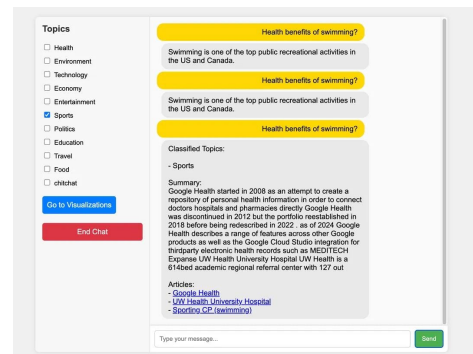 Topics
Health
Environment
Technology
Economy
Entertainment
Sports
Politics
Education
Travel
Food
chitchat
Go to Visualizations
End Chat
Health benefits of swimming?
Swimming is one of the top public recreational activities in
the US and Canada.
Health benefits of swimming?
Swimming is one of the top public recreational activities in
the US and Canada.
Health benefits of swimming?
Classified Topics:
- Sports
Summary:
Google Health started in 2008 as an attempt to create a
repository of personal health information in order to connect
doctors hospitals and pharmacies directly Google Health
was discontinued in 2012 but the portfolio reestablished in
2018 before being redescribed in 2022 . as of 2024 Google
Health describes a range of features across other Google
products as well as the Google Cloud Studio integration for
thirdparty electronic health records such as MEDITECH
Expanse UW Health University Hospital UW Health is a
614bed academic regional referral center with 127 out
Articles:
- Google Health
- UW Health University Hospital
- Sporting CP (swimming)
Type your message...
Send